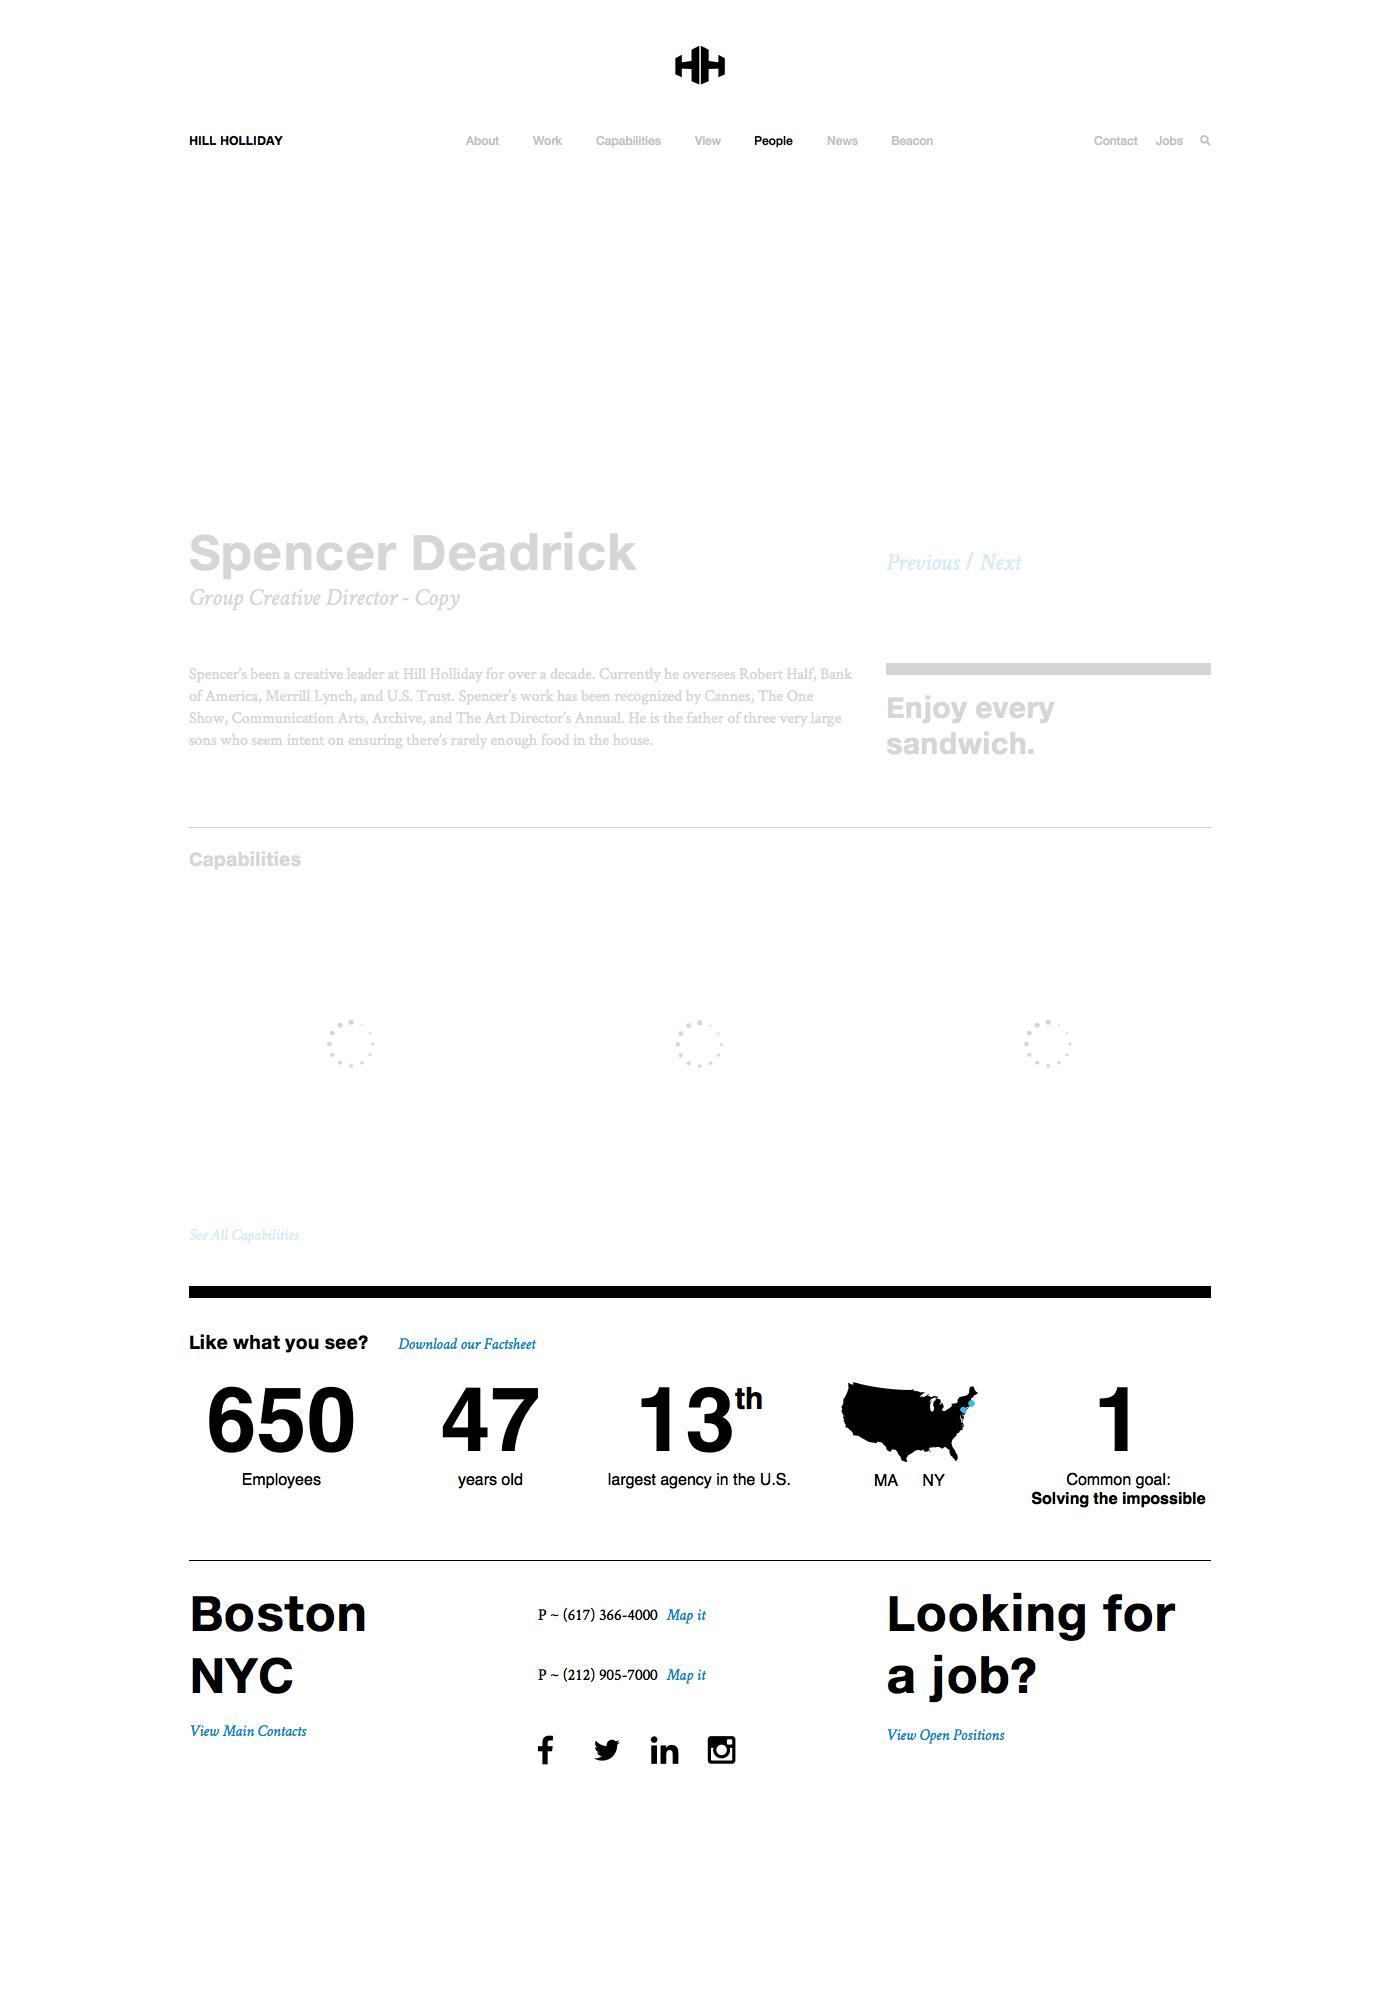 HILL HOLLIDAY
About Work Capabilities View People News Beacon
Contact Jobs
Spencer Deadrick
Group Creative Director - Copy
Previous / Next
Spencer’s been a creative leader at Hill Holliday for over a decade. Currently he oversees Robert Half, Bank
of America, Merrill Lynch, and U.S. Trust. Spencer’s work has been recognized by Cannes, The One
Show, Communication Arts, Archive, and The Art Director’s Annual. He is the father of three very large
sons who seem intent on ensuring there’s rarely enough food in the house.
Enjoy every
sandwich.
Capabilities
See All Capabilities
Like what you see? Download our Factsheet
650
Employees
47
years old
13th
largest agency in the U.S.
MA NY
1
Common goal:
Solving the impossible
Boston
NYC
View Main Contacts
P ~ (617) 366-4000 Map it
P ~ (212) 905-7000 Map it
Looking for
a job?
View Open Positions